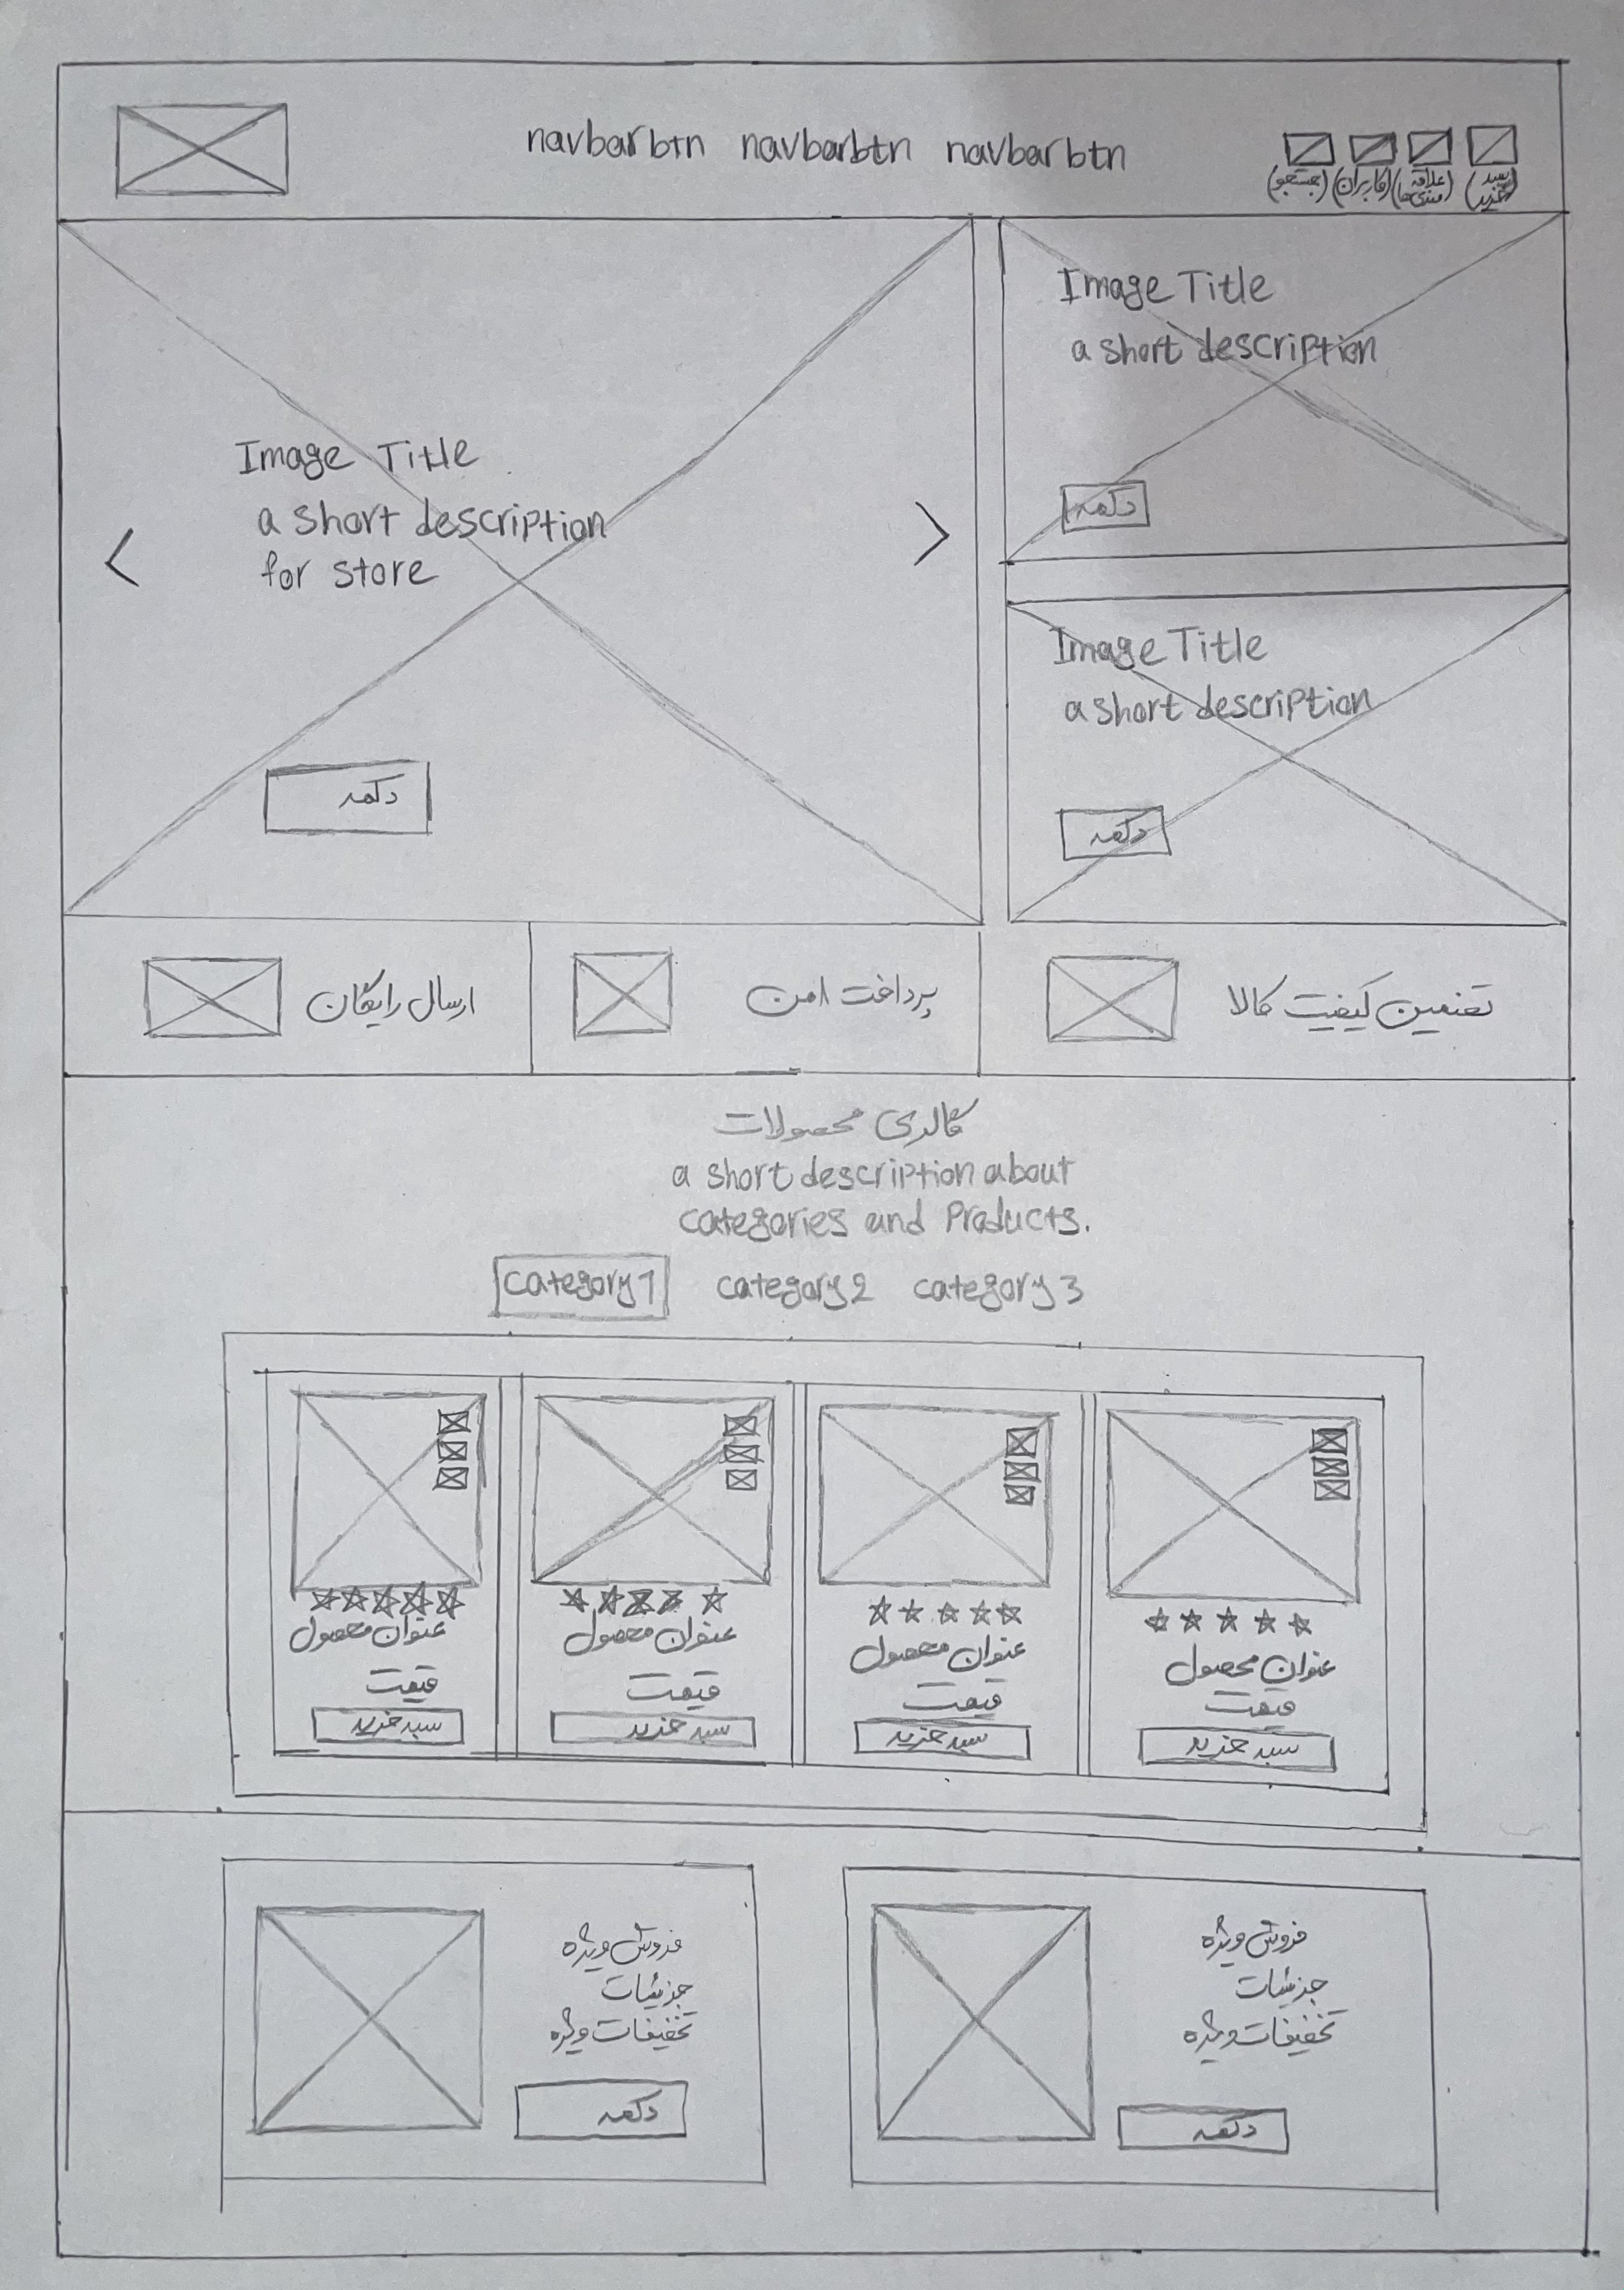 navbarbtn navbarbtn navbarbtn
(جستجو) (کاربران) (علاقه مندی‌ها) (سبد خرید)
Image Title
a short description
for store
< >
دکمه
Image Title
a short description
دکمه
Image Title
a short description
دکمه
ارسال رایگان
پرداخت امن
تضمین کیفیت کالا
گالری محصولات
a short description about
categories and Products.
category1 category2 category3
عنوان محصول
قیمت
سبد خرید
عنوان محصول
قیمت
سبد خرید
عنوان محصول
قیمت
سبد خرید
عنوان محصول
قیمت
سبد خرید
فروش ویژه
جزئیات
تخفیفات ویژه
دکمه
فروش ویژه
جزئیات
تخفیفات ویژه
دکمه